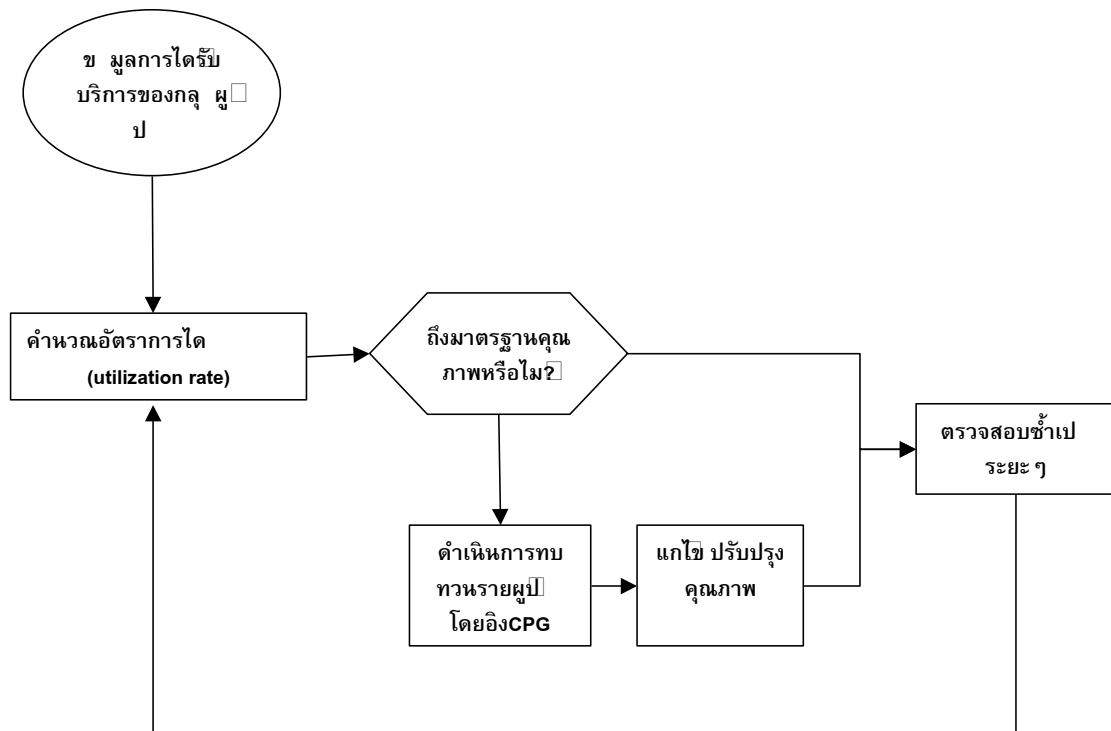 ข มูลการไดรับ
บริการของกลุ ผู
ป
คำนวณอัตราการได
(utilization rate)
ถึงมาตรฐานคุณ
ภาพหรือไม?
ตรวจสอบซ้ำเป
ระยะ ๆ
ดำเนินการทบ
ทวนรายผูป
โดยอิงCPG
แกไข ปรับปรุง
คุณภาพ